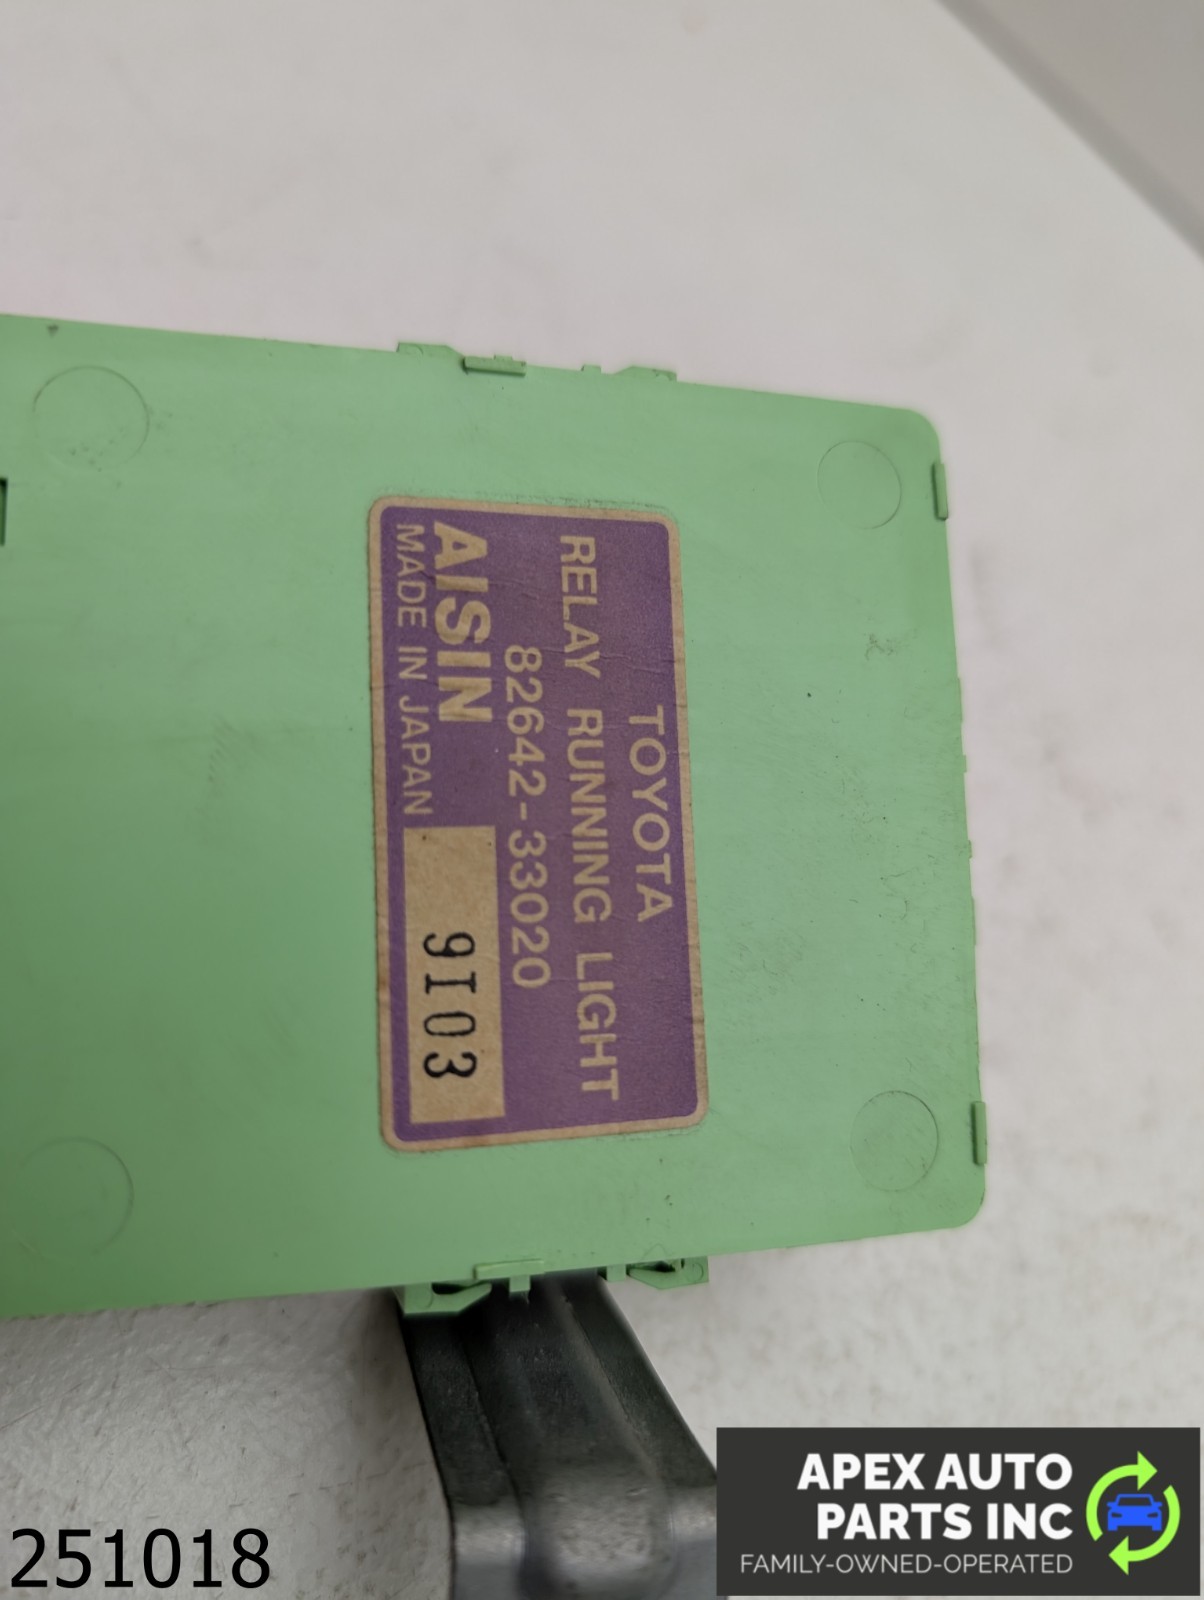 TOYOTA
RELAY RUNNING LIGHT
82642-33020
AISIN
MADE IN JAPAN
9I03
251018
APEX AUTO
PARTS INC
FAMILY-OWNED-OPERATED